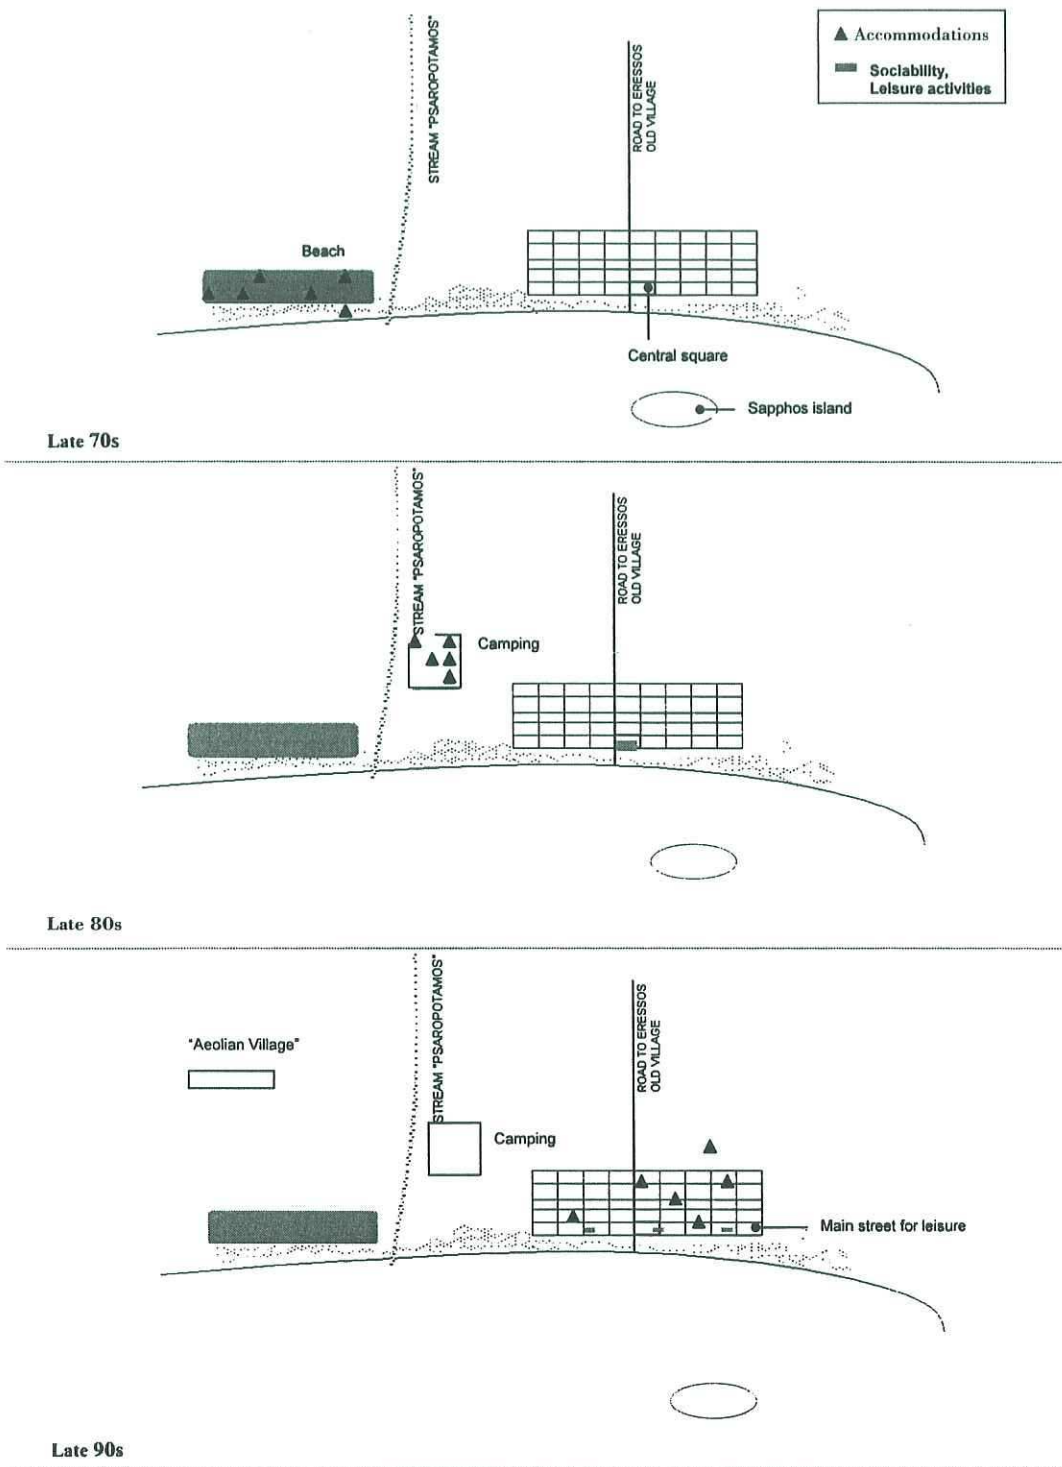 Accommodations
Sociability,
Leisure activities
STREAM "PSAROPOTAMOS"
ROAD TO ERESSOS
OLD VILLAGE
Beach
Central square
Sapphos island
Late 70s
STREAM "PSAROPOTAMOS"
ROAD TO ERESSOS
OLD VILLAGE
Camping
Late 80s
STREAM "PSAROPOTAMOS"
ROAD TO ERESSOS
OLD VILLAGE
"Aeolian Village"
Camping
Main street for leisure
Late 90s